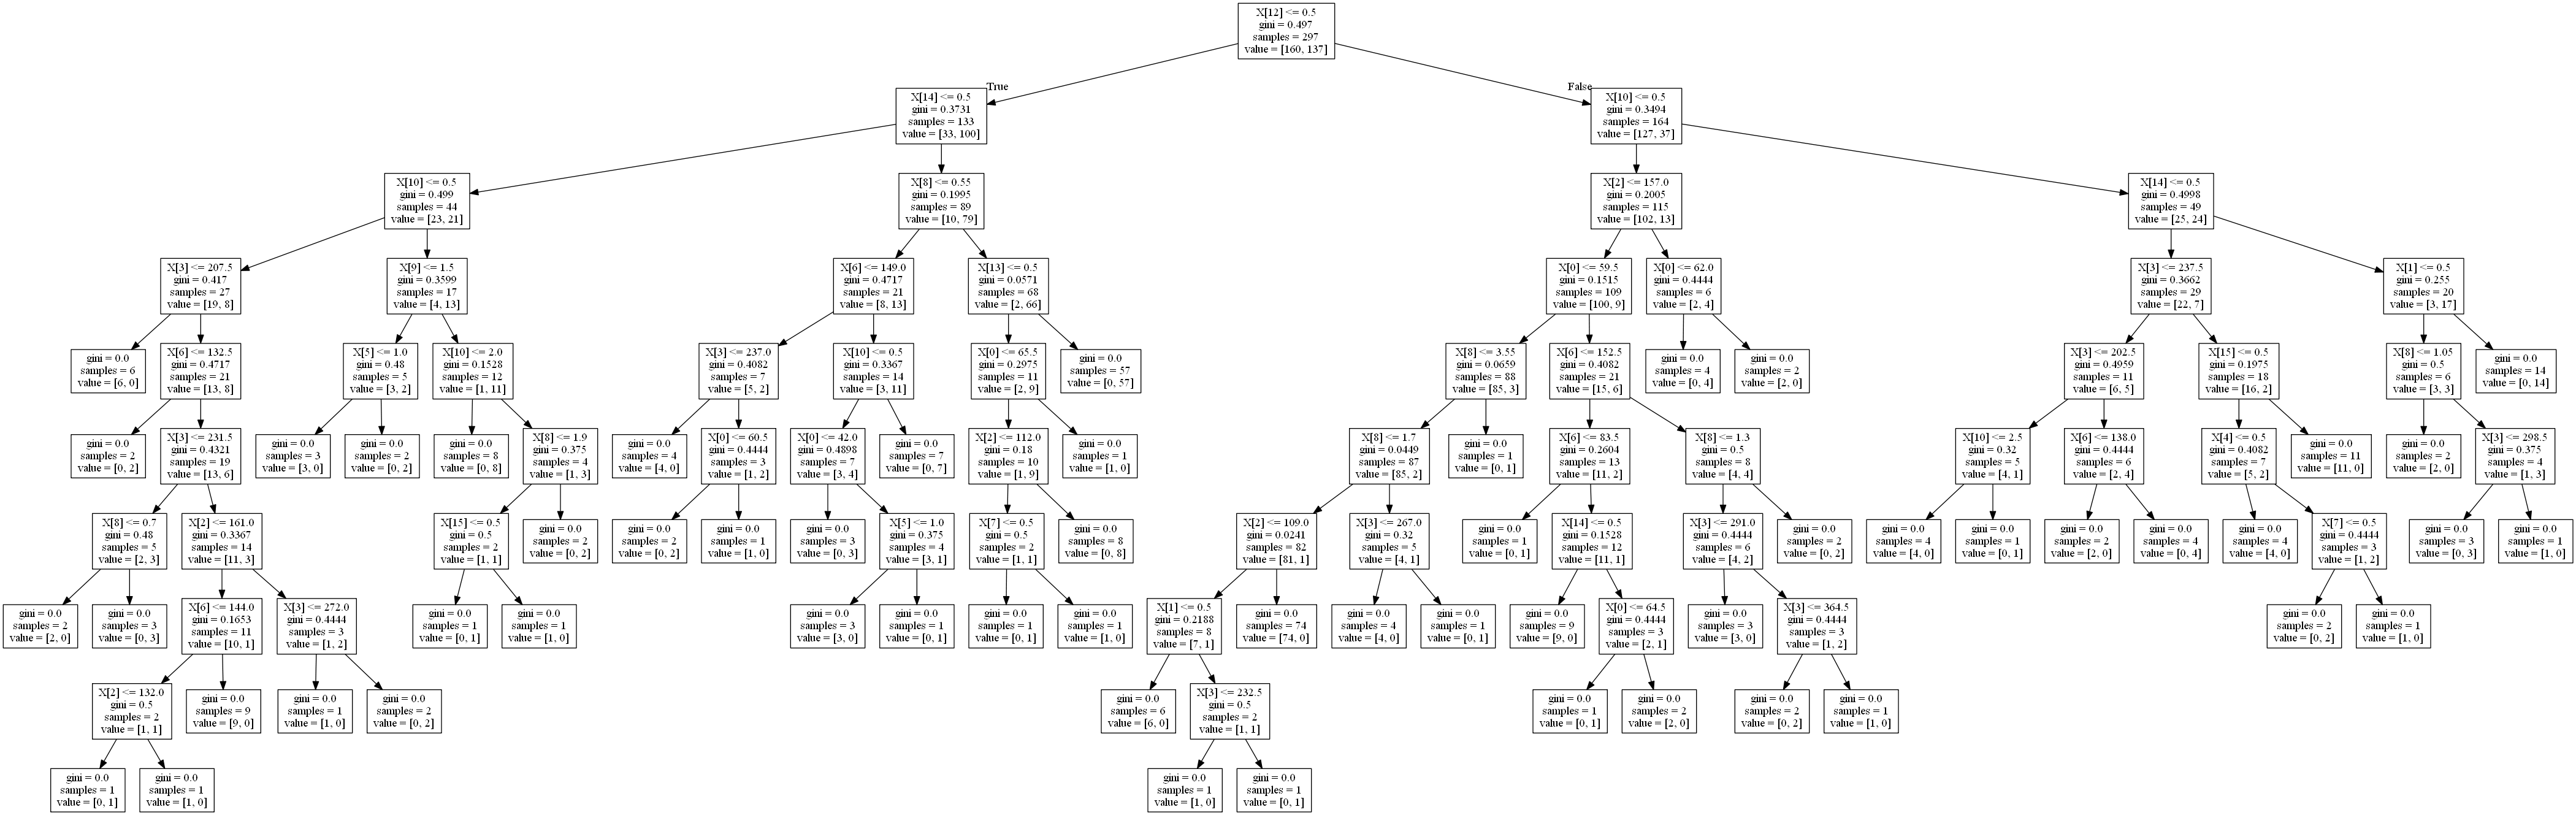 X[12] <= 0.5
gini = 0.497
samples = 297
value = [160, 137]
True
False
X[14] <= 0.5
gini = 0.3731
samples = 133
value = [33, 100]
X[10] <= 0.5
gini = 0.3494
samples = 164
value = [127, 37]
X[10] <= 0.5
gini = 0.499
samples = 44
value = [23, 21]
X[8] <= 0.55
gini = 0.1995
samples = 89
value = [10, 79]
X[2] <= 157.0
gini = 0.2005
samples = 115
value = [102, 13]
X[14] <= 0.5
gini = 0.4998
samples = 49
value = [25, 24]
X[3] <= 207.5
gini = 0.417
samples = 27
value = [19, 8]
X[9] <= 1.5
gini = 0.3599
samples = 17
value = [4, 13]
X[6] <= 149.0
gini = 0.4717
samples = 21
value = [8, 13]
X[13] <= 0.5
gini = 0.0571
samples = 68
value = [2, 66]
X[0] <= 59.5
gini = 0.1515
samples = 109
value = [100, 9]
X[0] <= 62.0
gini = 0.4444
samples = 6
value = [2, 4]
X[3] <= 237.5
gini = 0.3662
samples = 29
value = [22, 7]
X[1] <= 0.5
gini = 0.255
samples = 20
value = [3, 17]
gini = 0.0
samples = 6
value = [6, 0]
X[6] <= 132.5
gini = 0.4717
samples = 21
value = [13, 8]
X[5] <= 1.0
gini = 0.48
samples = 5
value = [3, 2]
X[10] <= 2.0
gini = 0.1528
samples = 12
value = [1, 11]
X[3] <= 237.0
gini = 0.4082
samples = 7
value = [5, 2]
X[10] <= 0.5
gini = 0.3367
samples = 14
value = [3, 11]
X[0] <= 65.5
gini = 0.2975
samples = 11
value = [2, 9]
gini = 0.0
samples = 57
value = [0, 57]
X[8] <= 3.55
gini = 0.0659
samples = 88
value = [85, 3]
X[6] <= 152.5
gini = 0.4082
samples = 21
value = [15, 6]
gini = 0.0
samples = 4
value = [0, 4]
gini = 0.0
samples = 2
value = [2, 0]
X[3] <= 202.5
gini = 0.4959
samples = 11
value = [6, 5]
X[15] <= 0.5
gini = 0.1975
samples = 18
value = [16, 2]
X[8] <= 1.05
gini = 0.5
samples = 6
value = [3, 3]
gini = 0.0
samples = 14
value = [0, 14]
gini = 0.0
samples = 2
value = [0, 2]
X[3] <= 231.5
gini = 0.4321
samples = 19
value = [13, 6]
gini = 0.0
samples = 3
value = [3, 0]
gini = 0.0
samples = 2
value = [0, 2]
gini = 0.0
samples = 8
value = [0, 8]
X[8] <= 1.9
gini = 0.375
samples = 4
value = [1, 3]
gini = 0.0
samples = 4
value = [4, 0]
X[0] <= 60.5
gini = 0.4444
samples = 3
value = [1, 2]
X[0] <= 42.0
gini = 0.4898
samples = 7
value = [3, 4]
gini = 0.0
samples = 7
value = [0, 7]
X[2] <= 112.0
gini = 0.18
samples = 10
value = [1, 9]
gini = 0.0
samples = 1
value = [1, 0]
X[8] <= 1.7
gini = 0.0449
samples = 87
value = [85, 2]
gini = 0.0
samples = 1
value = [0, 1]
X[6] <= 83.5
gini = 0.2604
samples = 13
value = [11, 2]
X[8] <= 1.3
gini = 0.5
samples = 8
value = [4, 4]
X[10] <= 2.5
gini = 0.32
samples = 5
value = [4, 1]
X[6] <= 138.0
gini = 0.4444
samples = 6
value = [2, 4]
X[4] <= 0.5
gini = 0.4082
samples = 7
value = [5, 2]
gini = 0.0
samples = 11
value = [11, 0]
gini = 0.0
samples = 2
value = [2, 0]
X[3] <= 298.5
gini = 0.375
samples = 4
value = [1, 3]
X[8] <= 0.7
gini = 0.48
samples = 5
value = [2, 3]
X[2] <= 161.0
gini = 0.3367
samples = 14
value = [11, 3]
X[15] <= 0.5
gini = 0.5
samples = 2
value = [1, 1]
gini = 0.0
samples = 2
value = [0, 2]
gini = 0.0
samples = 2
value = [0, 2]
gini = 0.0
samples = 1
value = [1, 0]
gini = 0.0
samples = 3
value = [0, 3]
X[5] <= 1.0
gini = 0.375
samples = 4
value = [3, 1]
X[7] <= 0.5
gini = 0.5
samples = 2
value = [1, 1]
gini = 0.0
samples = 8
value = [0, 8]
X[2] <= 109.0
gini = 0.0241
samples = 82
value = [81, 1]
X[3] <= 267.0
gini = 0.32
samples = 5
value = [4, 1]
gini = 0.0
samples = 1
value = [0, 1]
X[14] <= 0.5
gini = 0.1528
samples = 12
value = [11, 1]
X[3] <= 291.0
gini = 0.4444
samples = 6
value = [4, 2]
gini = 0.0
samples = 2
value = [0, 2]
gini = 0.0
samples = 4
value = [4, 0]
gini = 0.0
samples = 1
value = [0, 1]
gini = 0.0
samples = 2
value = [2, 0]
gini = 0.0
samples = 4
value = [0, 4]
gini = 0.0
samples = 4
value = [4, 0]
X[7] <= 0.5
gini = 0.4444
samples = 3
value = [1, 2]
gini = 0.0
samples = 3
value = [0, 3]
gini = 0.0
samples = 1
value = [1, 0]
gini = 0.0
samples = 2
value = [2, 0]
gini = 0.0
samples = 3
value = [0, 3]
X[6] <= 144.0
gini = 0.1653
samples = 11
value = [10, 1]
X[3] <= 272.0
gini = 0.4444
samples = 3
value = [1, 2]
gini = 0.0
samples = 1
value = [0, 1]
gini = 0.0
samples = 1
value = [1, 0]
gini = 0.0
samples = 3
value = [3, 0]
gini = 0.0
samples = 1
value = [0, 1]
gini = 0.0
samples = 1
value = [0, 1]
gini = 0.0
samples = 1
value = [1, 0]
X[1] <= 0.5
gini = 0.2188
samples = 8
value = [7, 1]
gini = 0.0
samples = 74
value = [74, 0]
gini = 0.0
samples = 4
value = [4, 0]
gini = 0.0
samples = 1
value = [0, 1]
gini = 0.0
samples = 9
value = [9, 0]
X[0] <= 64.5
gini = 0.4444
samples = 3
value = [2, 1]
gini = 0.0
samples = 3
value = [3, 0]
X[3] <= 364.5
gini = 0.4444
samples = 3
value = [1, 2]
gini = 0.0
samples = 2
value = [0, 2]
gini = 0.0
samples = 1
value = [1, 0]
X[2] <= 132.0
gini = 0.5
samples = 2
value = [1, 1]
gini = 0.0
samples = 9
value = [9, 0]
gini = 0.0
samples = 1
value = [1, 0]
gini = 0.0
samples = 2
value = [0, 2]
gini = 0.0
samples = 6
value = [6, 0]
X[3] <= 232.5
gini = 0.5
samples = 2
value = [1, 1]
gini = 0.0
samples = 1
value = [0, 1]
gini = 0.0
samples = 2
value = [2, 0]
gini = 0.0
samples = 2
value = [0, 2]
gini = 0.0
samples = 1
value = [1, 0]
gini = 0.0
samples = 1
value = [0, 1]
gini = 0.0
samples = 1
value = [1, 0]
gini = 0.0
samples = 1
value = [1, 0]
gini = 0.0
samples = 1
value = [0, 1]